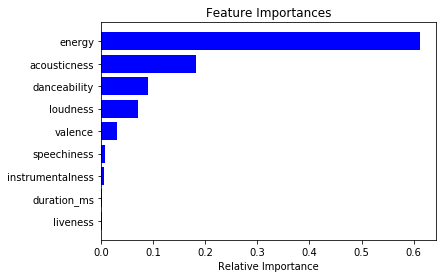 Feature Importances
energy
acousticness
danceability
loudness
valence
speechiness
instrumentalness
duration_ms
liveness
0.0 0.1 0.2 0.3 0.4 0.5 0.6
Relative Importance